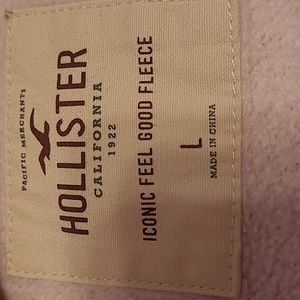 PACIFIC MERCHANTS
HOLLISTER
CALIFORNIA
1922
ICONIC FEEL GOOD FLEECE
L
MADE IN CHINA